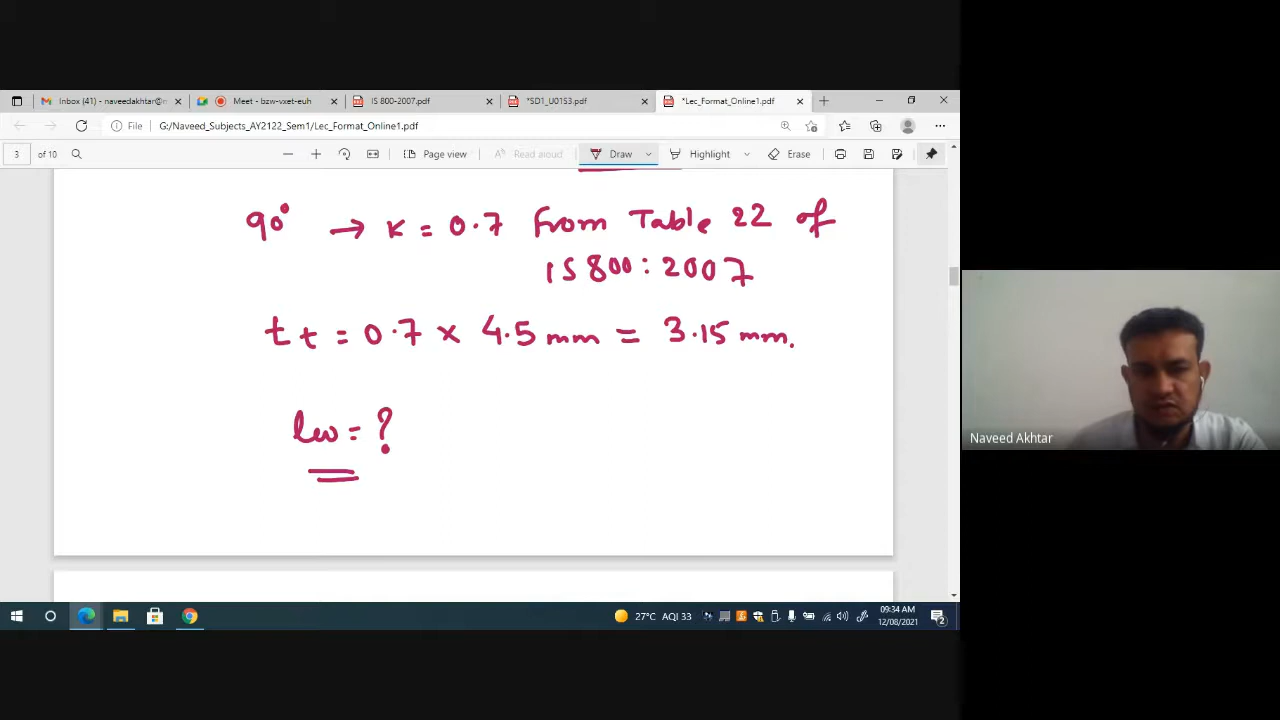 Inbox (41) - naveedakhtar@n
Meet - bzw-vxet-euh
IS 800-2007.pdf
*SD1_U01S3.pdf
*Lec_Format_Online1.pdf
File
G:/Naveed_Subjects_AY2122_Sem1/Lec_Format_Online1.pdf
3 of 10
Page view
Read aloud
Draw
Highlight
Erase
90° → K = 0.7 From Table 22 of
IS 800 : 2007
tt = 0.7 × 4.5 mm = 3.15 mm.
lw = ?
Naveed Akhtar
27°C AQI 33
09:34 AM
12/08/2021
2